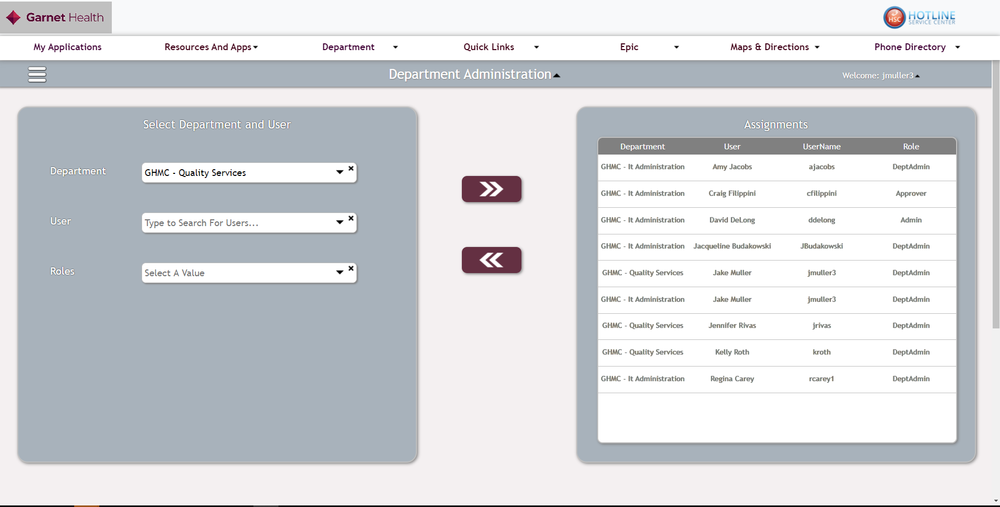 Garnet Health
HSC HOTLINE
SERVICE CENTER
My Applications Resources And Apps Department Quick Links Epic Maps & Directions Phone Directory
Department Administration
Welcome: jmuller3
Select Department and User
Department GHMC - Quality Services
User Type to Search For Users...
Roles Select A Value
Assignments
Department User UserName Role
GHMC - It Administration Amy Jacobs ajacobs DeptAdmin
GHMC - It Administration Craig Filippini cfilippini Approver
GHMC - It Administration David DeLong ddelong Admin
GHMC - It Administration Jacqueline Budakowski JBudakowski DeptAdmin
GHMC - Quality Services Jake Muller jmuller3 DeptAdmin
GHMC - It Administration Jake Muller jmuller3 DeptAdmin
GHMC - Quality Services Jennifer Rivas jrivas DeptAdmin
GHMC - Quality Services Kelly Roth kroth DeptAdmin
GHMC - It Administration Regina Carey rcarey1 DeptAdmin